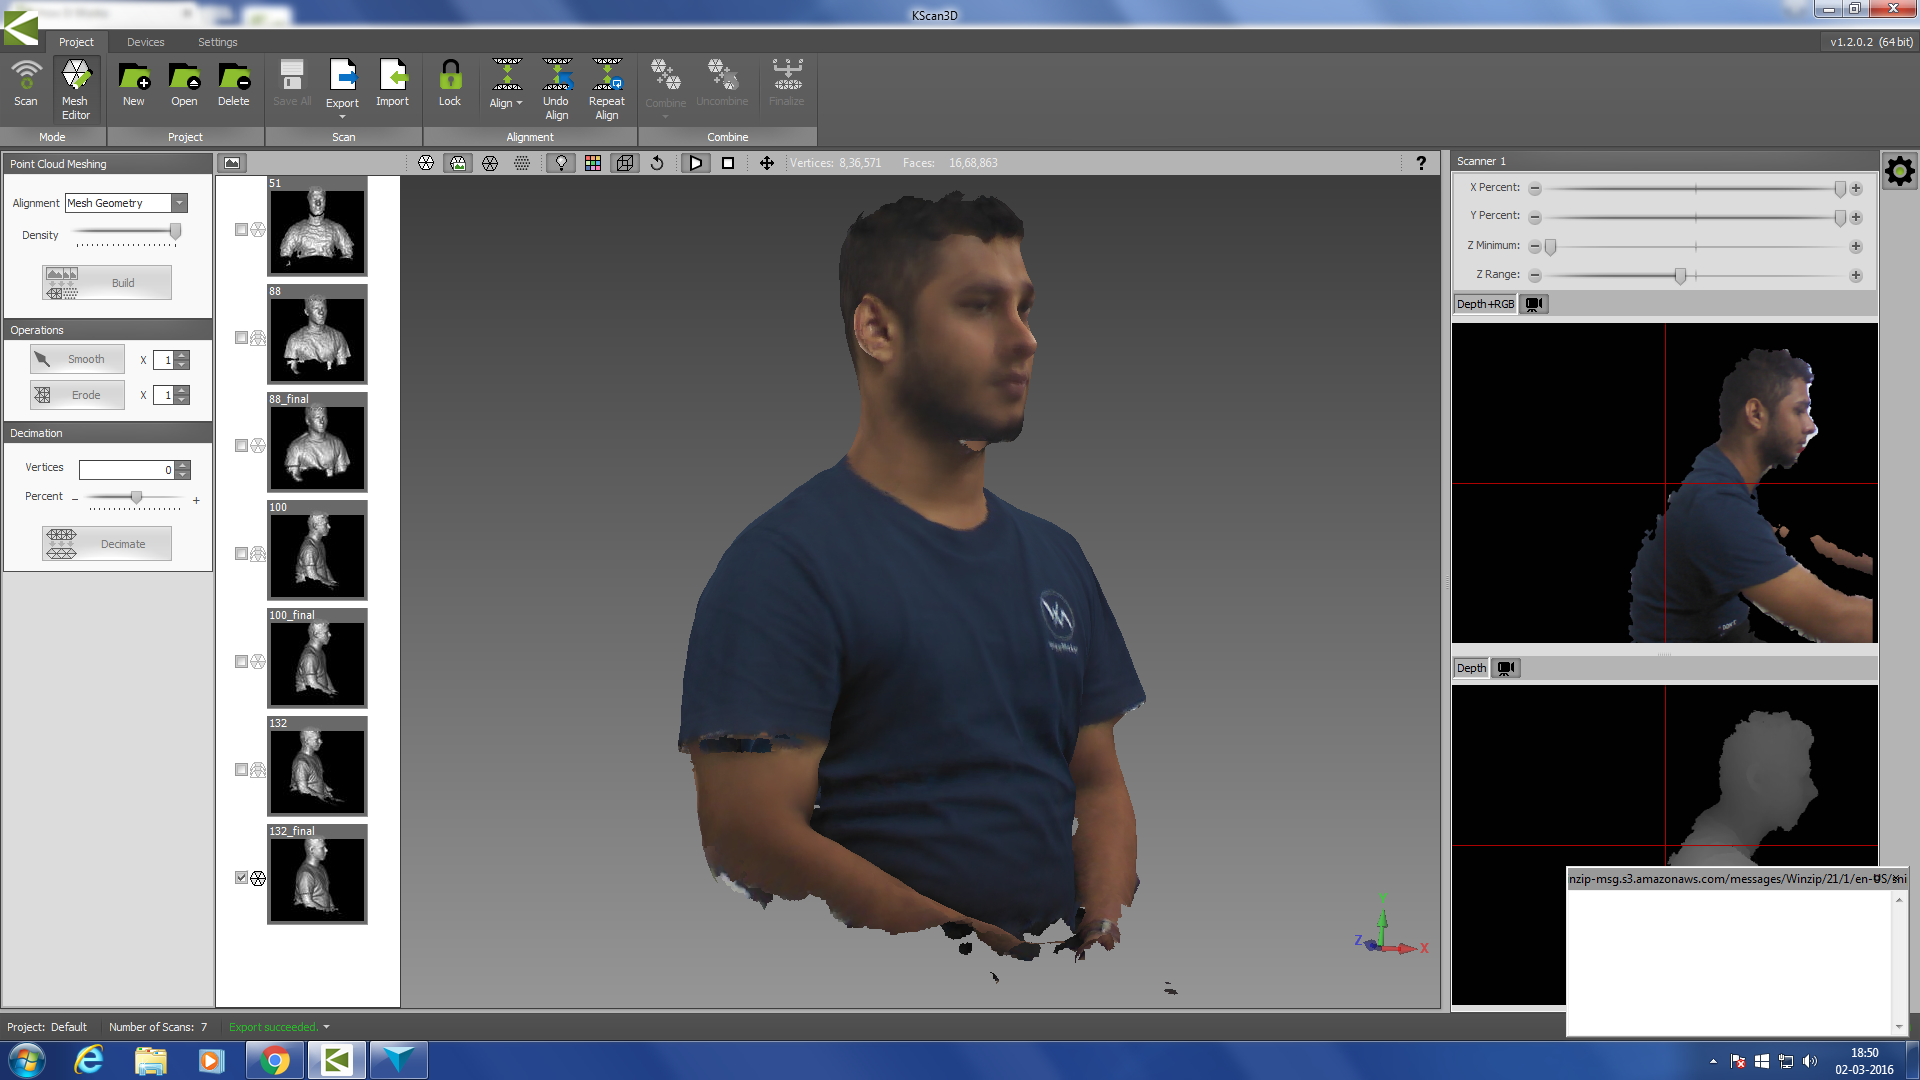 KScan3D
Project Devices Settings
v1.2.0.2 (64 bit)
Scan
Mesh Editor
New
Open
Delete
Save All
Export
Import
Lock
Align
Undo Align
Repeat Align
Combine
Uncombine
Finalize
Mode
Project
Scan
Alignment
Combine
Point Cloud Meshing
Alignment Mesh Geometry
Density
Build
Operations
Smooth X 1
Erode X 1
Decimation
Vertices 0
Percent - +
Decimate
51
88
88_final
100
100_final
132
132_final
Vertices: 8,36,571 Faces: 16,68,863
?
Y
Z
X
Scanner 1
X Percent:
Y Percent:
Z Minimum:
Z Range:
Depth+RGB
Depth
nzip-msg.s3.amazonaws.com/messages/Winzip/21/1/en-US/
Project: Default Number of Scans: 7 Export succeeded.
18:50
02-03-2016